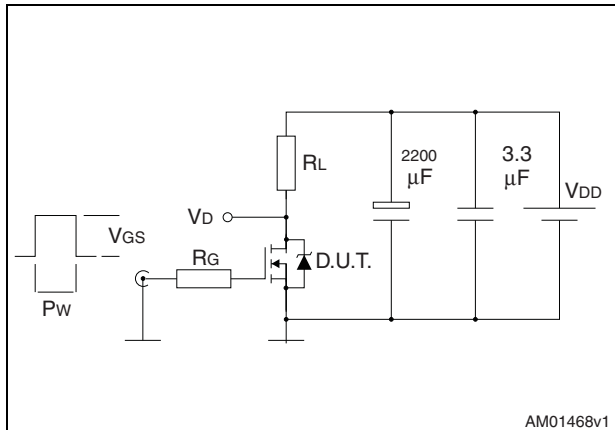 RL
2200
μF
3.3
μF
VDD
VD
VGS
RG
D.U.T.
PW
AM01468v1